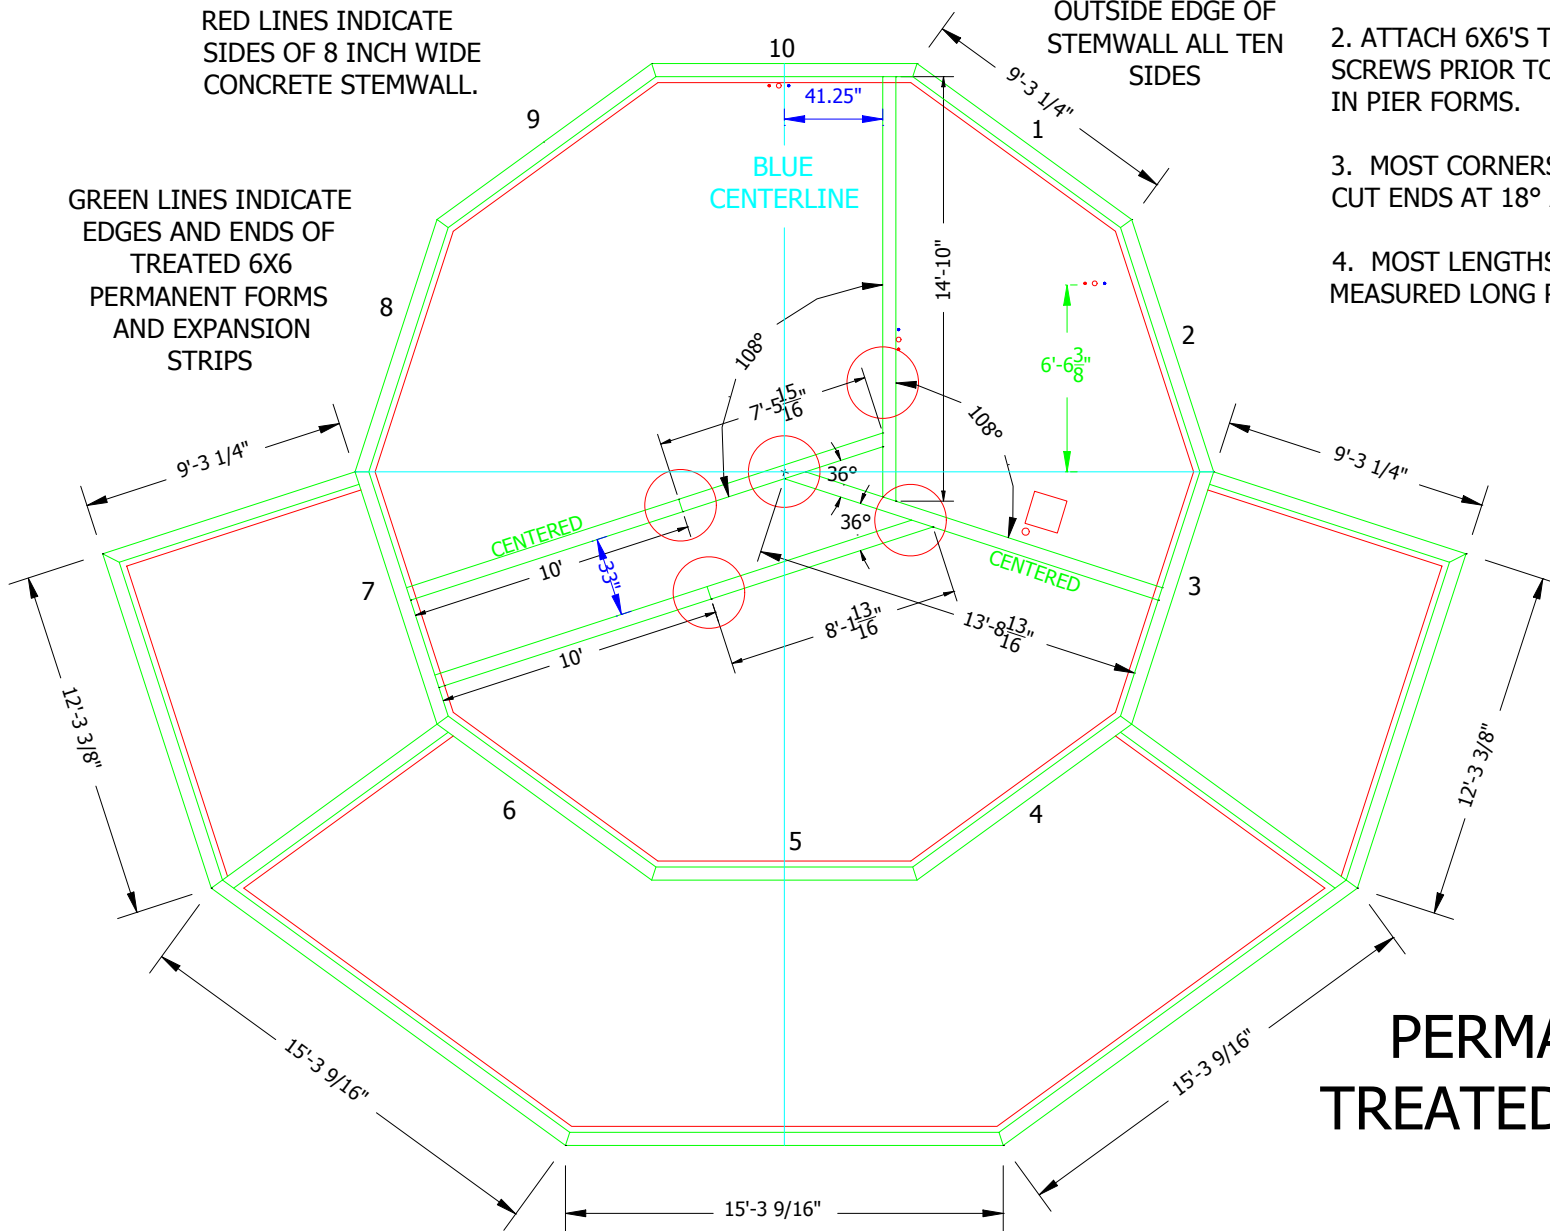 RED LINES INDICATE
SIDES OF 8 INCH WIDE
CONCRETE STEMWALL.
OUTSIDE EDGE OF
STEMWALL ALL TEN
SIDES
2. ATTACH 6X6'S T
SCREWS PRIOR TO
IN PIER FORMS.
3. MOST CORNERS
CUT ENDS AT 18°
4. MOST LENGTHS
MEASURED LONG P
GREEN LINES INDICATE
EDGES AND ENDS OF
TREATED 6X6
PERMANENT FORMS
AND EXPANSION
STRIPS
10
9
1
8
2
7
3
6
4
5
9'-3 1/4"
41.25"
BLUE
CENTERLINE
14'-10"
108°
7'-5 15/16"
6'-6 3/8"
108°
36°
36°
9'-3 1/4"
9'-3 1/4"
CENTERED
10'
33"
CENTERED
10'
8'-1 13/16"
13'-8 13/16"
12'-3 3/8"
12'-3 3/8"
15'-3 9/16"
15'-3 9/16"
15'-3 9/16"
PERMA
TREATED